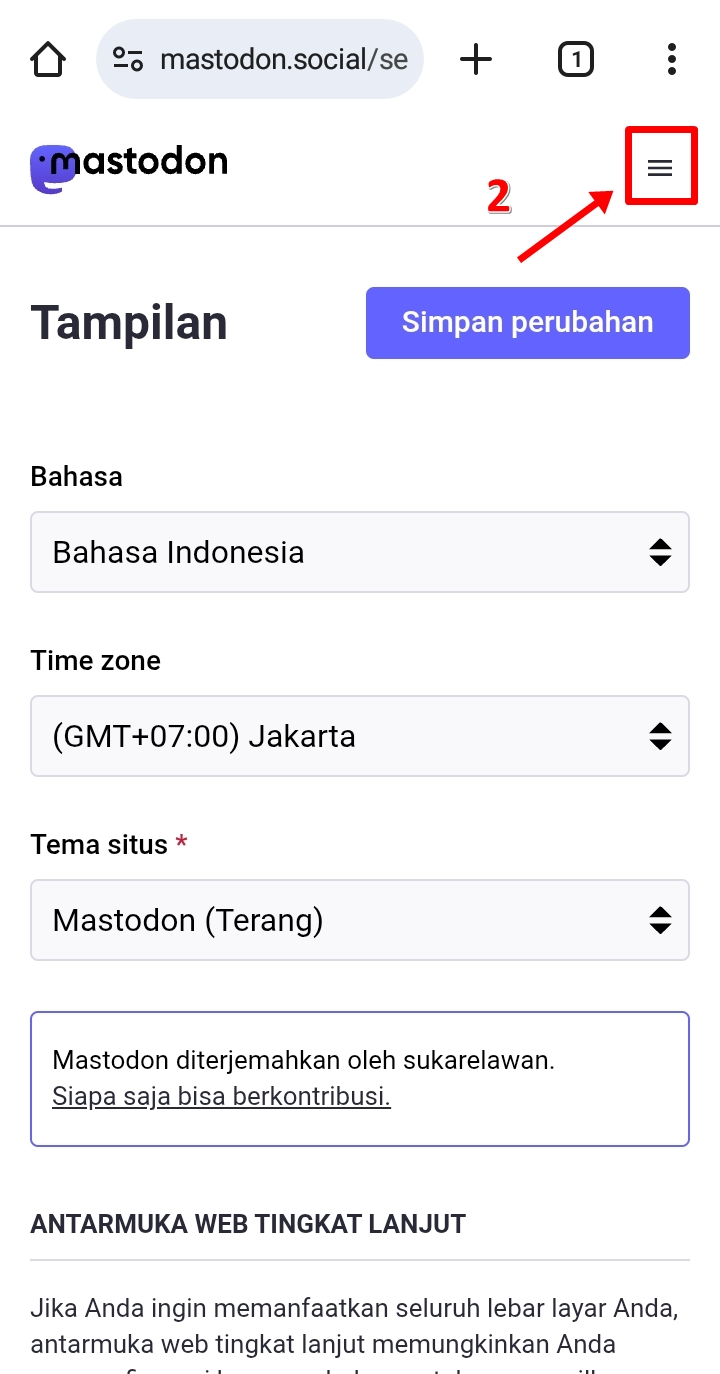 mastodon.social/se
1
mastodon
2
Tampilan
Simpan perubahan
Bahasa
Bahasa Indonesia
Time zone
(GMT+07:00) Jakarta
Tema situs *
Mastodon (Terang)
Mastodon diterjemahkan oleh sukarelawan.
Siapa saja bisa berkontribusi.
ANTARMUKA WEB TINGKAT LANJUT
Jika Anda ingin memanfaatkan seluruh lebar layar Anda,
antarmuka web tingkat lanjut memungkinkan Anda